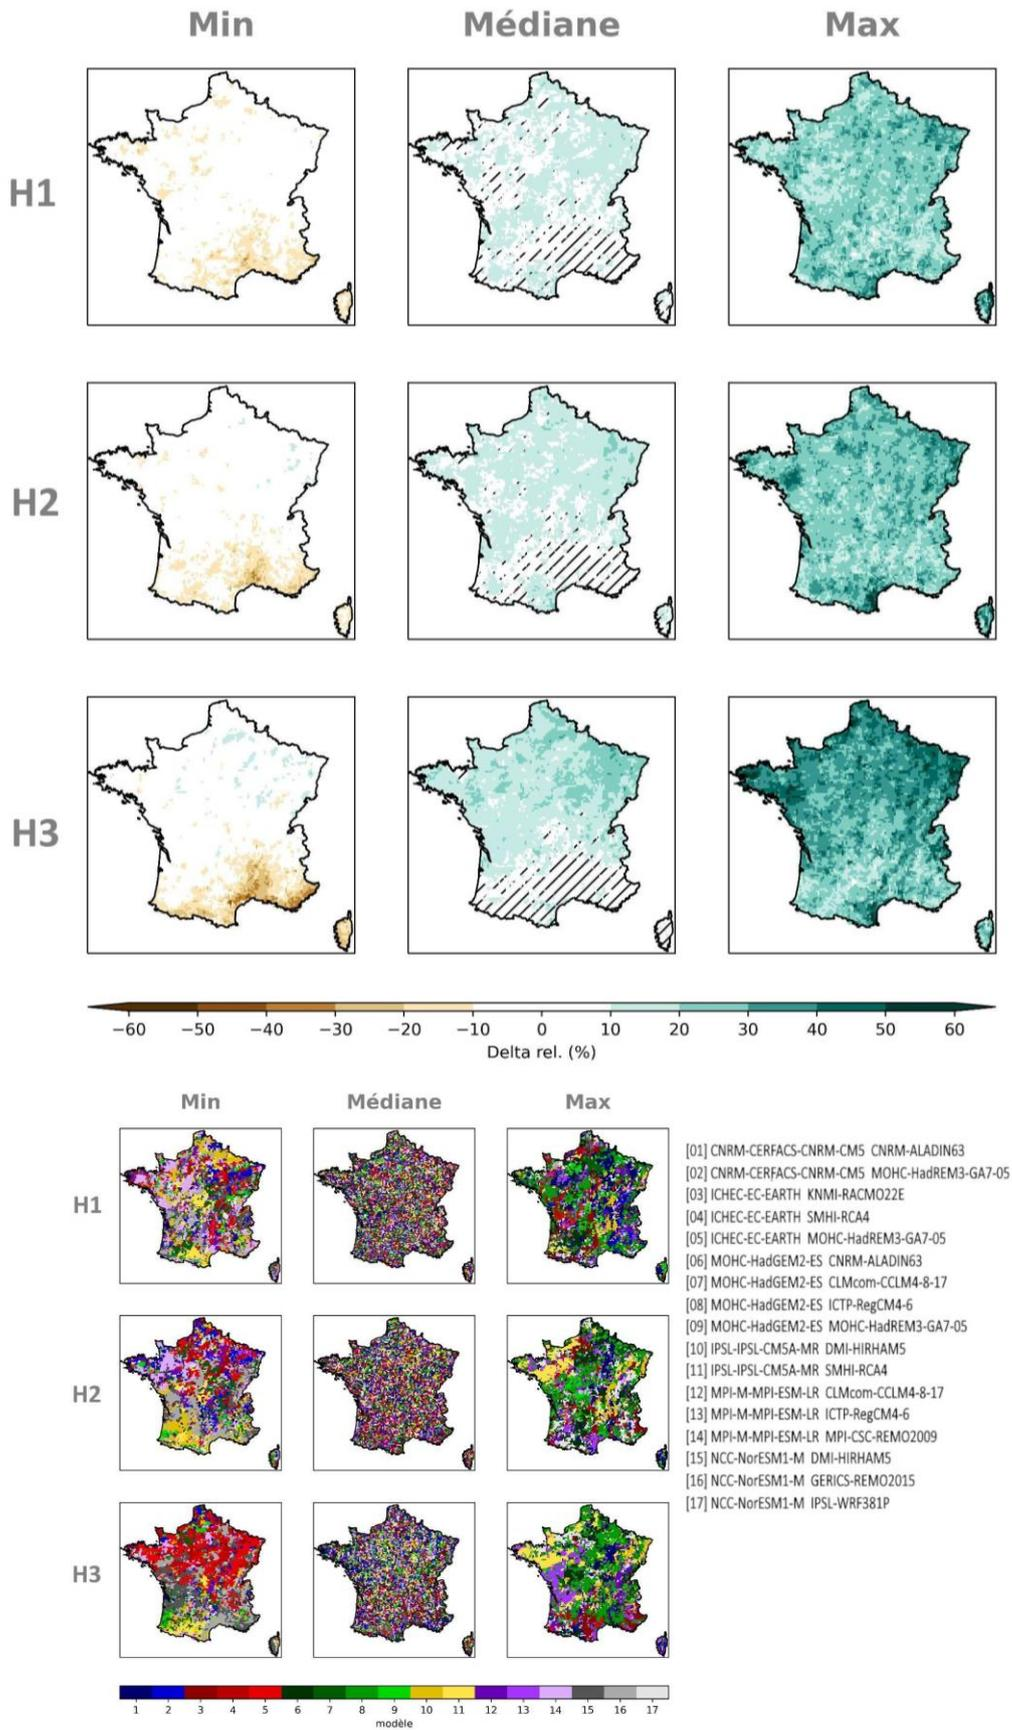 Min Médiane Max
H1
H2
H3
−60 −50 −40 −30 −20 −10 0 10 20 30 40 50 60
Delta rel. (%)
Min Médiane Max
H1
H2
H3
[01] CNRM-CERFACS-CNRM-CM5 CNRM-ALADIN63
[02] CNRM-CERFACS-CNRM-CM5 MOHC-HadREM3-GA7-05
[03] ICHEC-EC-EARTH KNMI-RACMO22E
[04] ICHEC-EC-EARTH SMHI-RCA4
[05] ICHEC-EC-EARTH MOHC-HadREM3-GA7-05
[06] MOHC-HadGEM2-ES CNRM-ALADIN63
[07] MOHC-HadGEM2-ES CLMcom-CCLM4-8-17
[08] MOHC-HadGEM2-ES ICTP-RegCM4-6
[09] MOHC-HadGEM2-ES MOHC-HadREM3-GA7-05
[10] IPSL-IPSL-CM5A-MR DMI-HIRHAM5
[11] IPSL-IPSL-CM5A-MR SMHI-RCA4
[12] MPI-M-MPI-ESM-LR CLMcom-CCLM4-8-17
[13] MPI-M-MPI-ESM-LR ICTP-RegCM4-6
[14] MPI-M-MPI-ESM-LR MPI-CSC-REMO2009
[15] NCC-NorESM1-M DMI-HIRHAM5
[16] NCC-NorESM1-M GERICS-REMO2015
[17] NCC-NorESM1-M IPSL-WRF381P
1 2 3 4 5 6 7 8 9 10 11 12 13 14 15 16 17
modèle